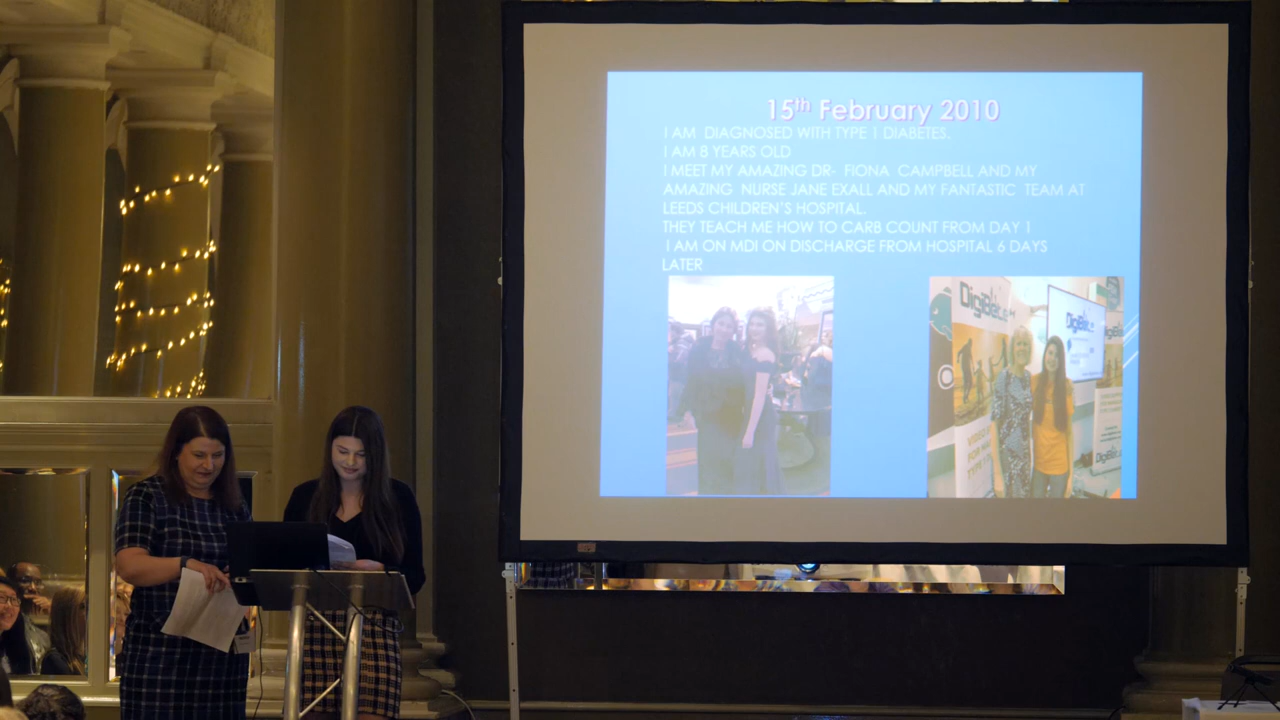 15th February 2010
I AM DIAGNOSED WITH TYPE 1 DIABETES.
I AM 8 YEARS OLD
I MEET MY AMAZING DR- FIONA CAMPBELL AND MY
AMAZING NURSE JANE EXALL AND MY FANTASTIC TEAM AT
LEEDS CHILDREN'S HOSPITAL.
THEY TEACH ME HOW TO CARB COUNT FROM DAY 1
I AM ON MDI ON DISCHARGE FROM HOSPITAL 6 DAYS
LATER